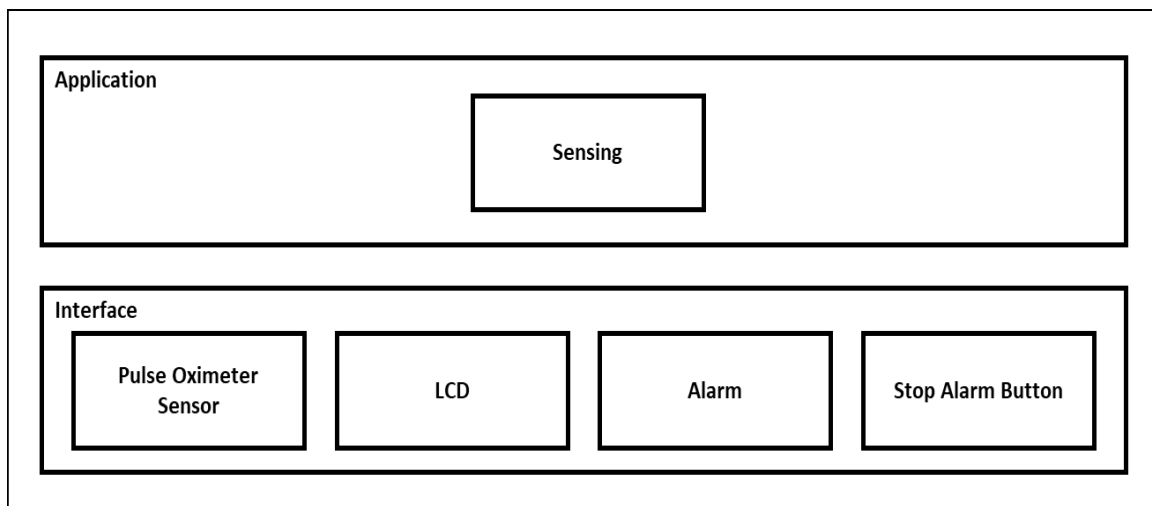 Application
Sensing
Interface
Pulse Oximeter
Sensor
LCD
Alarm
Stop Alarm Button